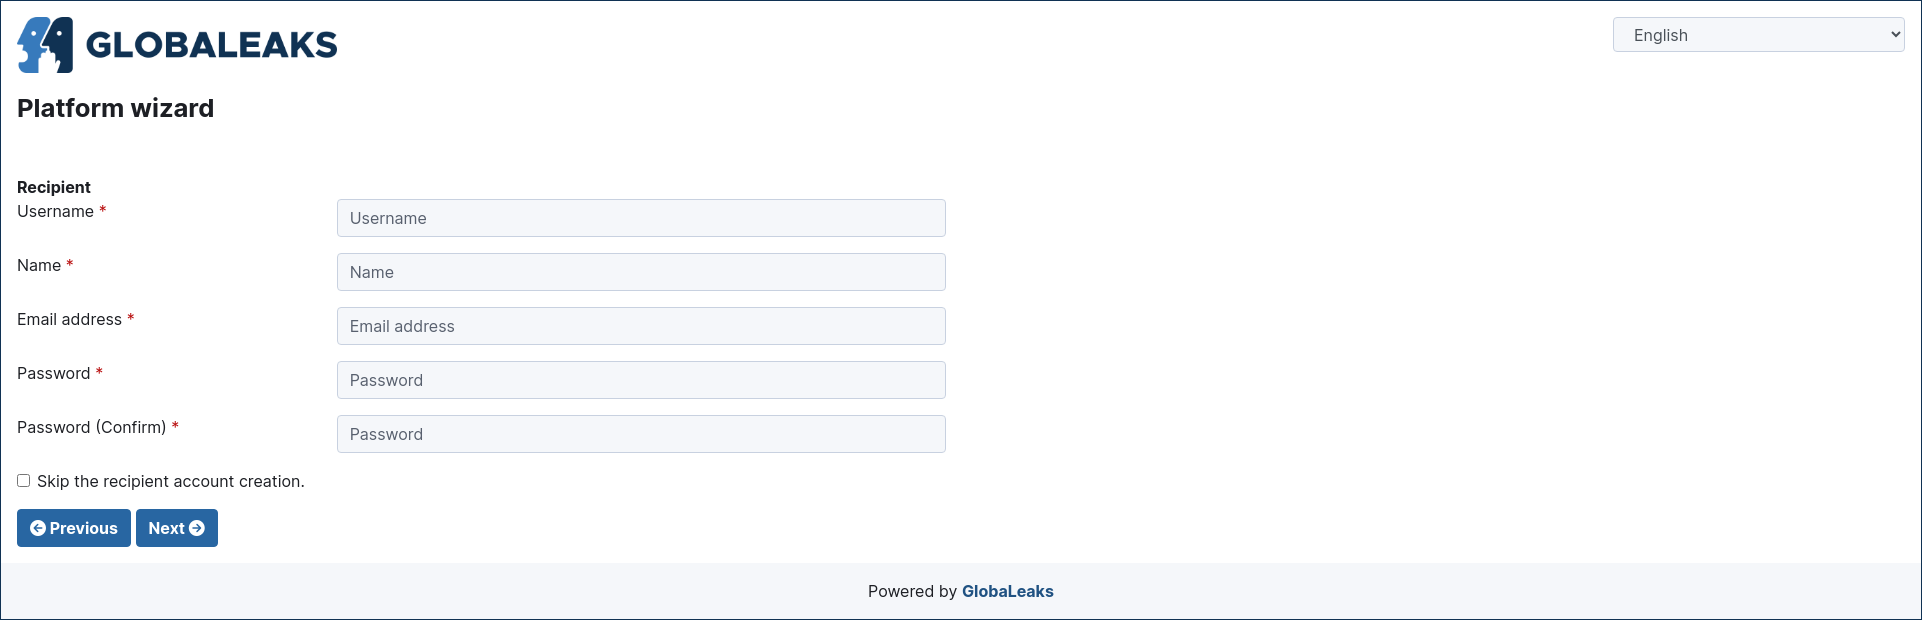 GLOBALEAKS
English
Platform wizard
Recipient
Username *
Username
Name *
Name
Email address *
Email address
Password *
Password
Password (Confirm) *
Password
Skip the recipient account creation.
Previous Next
Powered by GlobaLeaks